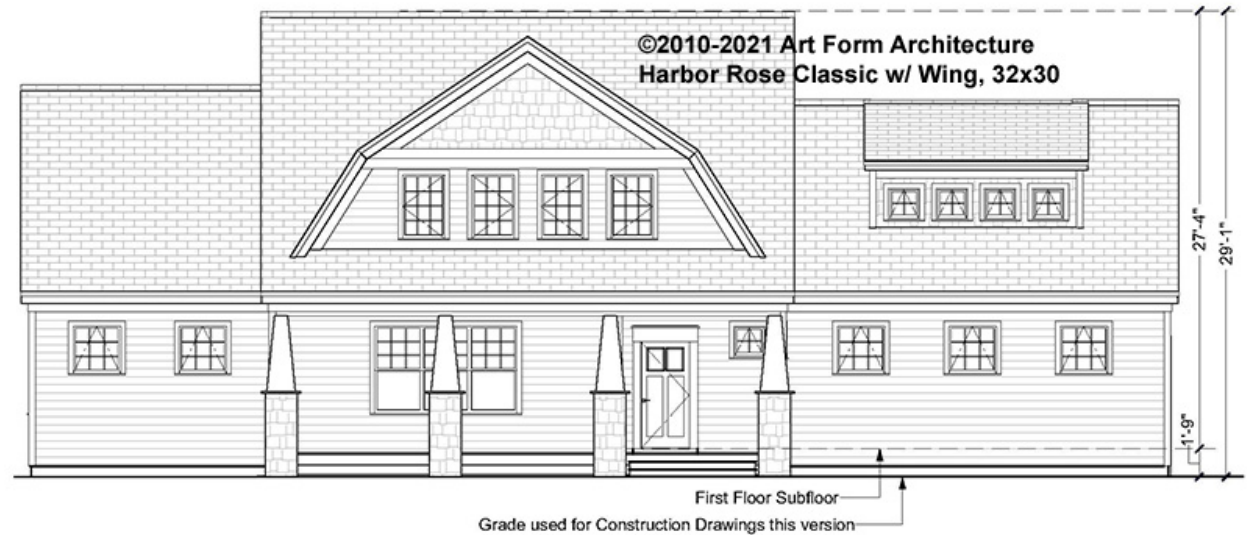 ©2010-2021 Art Form Architecture
Harbor Rose Classic w/ Wing, 32x30
27'-4"
29'-1"
1'-9"
First Floor Subfloor
Grade used for Construction Drawings this version